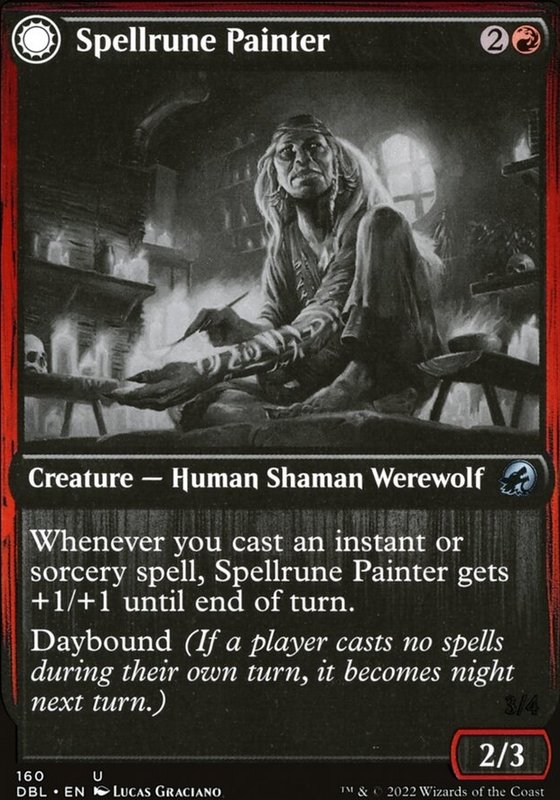 Spellrune Painter 2
Creature — Human Shaman Werewolf
Whenever you cast an instant or
sorcery spell, Spellrune Painter gets
+1/+1 until end of turn.
Daybound (If a player casts no spells
during their own turn, it becomes night
next turn.)
3/4
2/3
160 U
DBL • EN Lucas Graciano ™ & © 2022 Wizards of the Coast